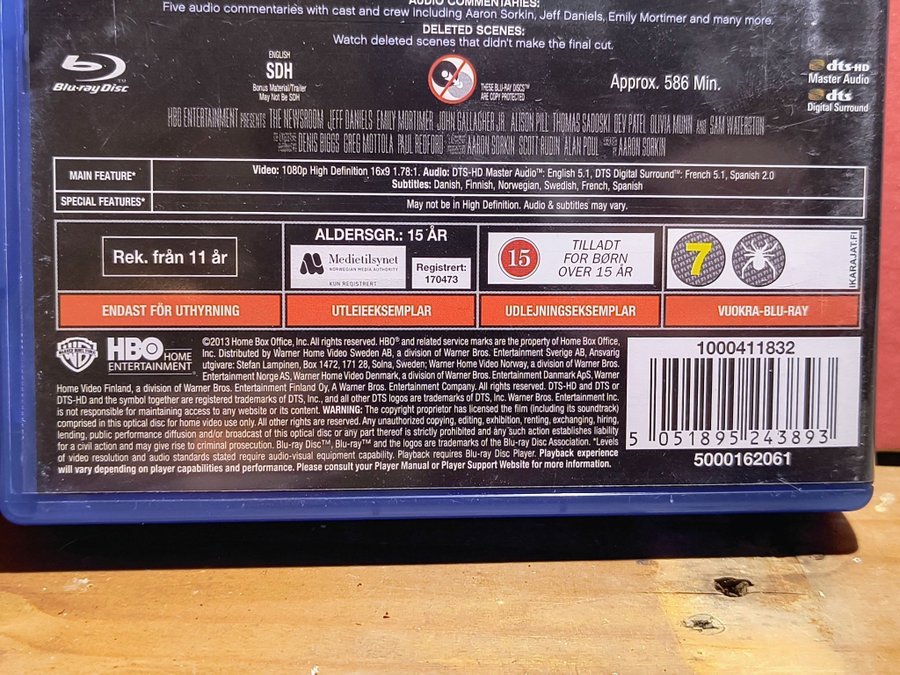 AUDIO COMMENTARIES:
Five audio commentaries with cast and crew including Aaron Sorkin, Jeff Daniels, Emily Mortimer and many more.
DELETED SCENES:
Watch deleted scenes that didn't make the final cut.
Blu-ray Disc™
ENGLISH
SDH
Bonus Material/Trailer
May Not Be SDH
THESE BLU-RAY DISCS™
ARE COPY PROTECTED
Approx. 586 Min.
dts-HD
Master Audio
dts
Digital Surround
HBO ENTERTAINMENT PRESENTS THE NEWSROOM JEFF DANIELS EMILY MORTIMER JOHN GALLAGHER JR. ALISON PILL THOMAS SADOSKI DEV PATEL OLIVIA MUNN AND SAM WATERSTON
DENIS BIGGS GREG MOTTOLA PAUL REDFORD AARON SORKIN SCOTT RUDIN ALAN POUL AARON SORKIN
MAIN FEATURE*
Video: 1080p High Definition 16x9 1.78:1. Audio: DTS-HD Master Audio™: English 5.1, DTS Digital Surround™: French 5.1, Spanish 2.0
Subtitles: Danish, Finnish, Norwegian, Swedish, French, Spanish
SPECIAL FEATURES*
May not be in High Definition. Audio & subtitles may vary.
Rek. från 11 år
ALDERSGR.: 15 ÅR
Medietilsynet
NORWEGIAN MEDIA AUTHORITY
KUN REGISTRERT
Registrert:
170473
15
TILLADT
FOR BØRN
OVER 15 ÅR
7
IKARAJAT.FI
ENDAST FÖR UTHYRNING
UTLEIEEKSEMPLAR
UDLEJNINGSEKSEMPLAR
VUOKRA-BLU-RAY
WB
HBO HOME
ENTERTAINMENT
©2013 Home Box Office, Inc. All rights reserved. HBO® and related service marks are the property of Home Box Office,
Inc. Distributed by Warner Home Video Sweden AB, a division of Warner Bros. Entertainment Sverige AB, Ansvarig
utgivare: Stefan Lampinen, Box 1472, 171 28, Solna, Sweden; Warner Home Video Norway, a division of Warner Bros.
Entertainment Norge AS, Warner Home Video Denmark, a division of Warner Bros. Entertainment Danmark ApS, Warner
Home Video Finland, a division of Warner Bros. Entertainment Finland Oy, A Warner Bros. Entertainment Company. All rights reserved. DTS-HD and DTS or
DTS-HD and the symbol together are registered trademarks of DTS, Inc., and all other DTS logos are trademarks of DTS, Inc. Warner Bros. Entertainment Inc.
is not responsible for maintaining access to any website or its content. WARNING: The copyright proprietor has licensed the film (including its soundtrack)
comprised in this optical disc for home video use only. All other rights are reserved. Any unauthorized copying, editing, exhibition, renting, exchanging, hiring,
lending, public performance diffusion and/or broadcast of this optical disc or any part thereof is strictly prohibited and any such action establishes liability
for a civil action and may give rise to criminal prosecution. Blu-ray Disc™, Blu-ray™ and the logos are trademarks of the Blu-ray Disc Association. *Levels
of video resolution and audio standards stated require audio-visual equipment capability. Playback requires Blu-ray Disc Player. Playback experience
will vary depending on player capabilities and performance. Please consult your Player Manual or Player Support Website for more information.
1000411832
5 051895 243893
5000162061